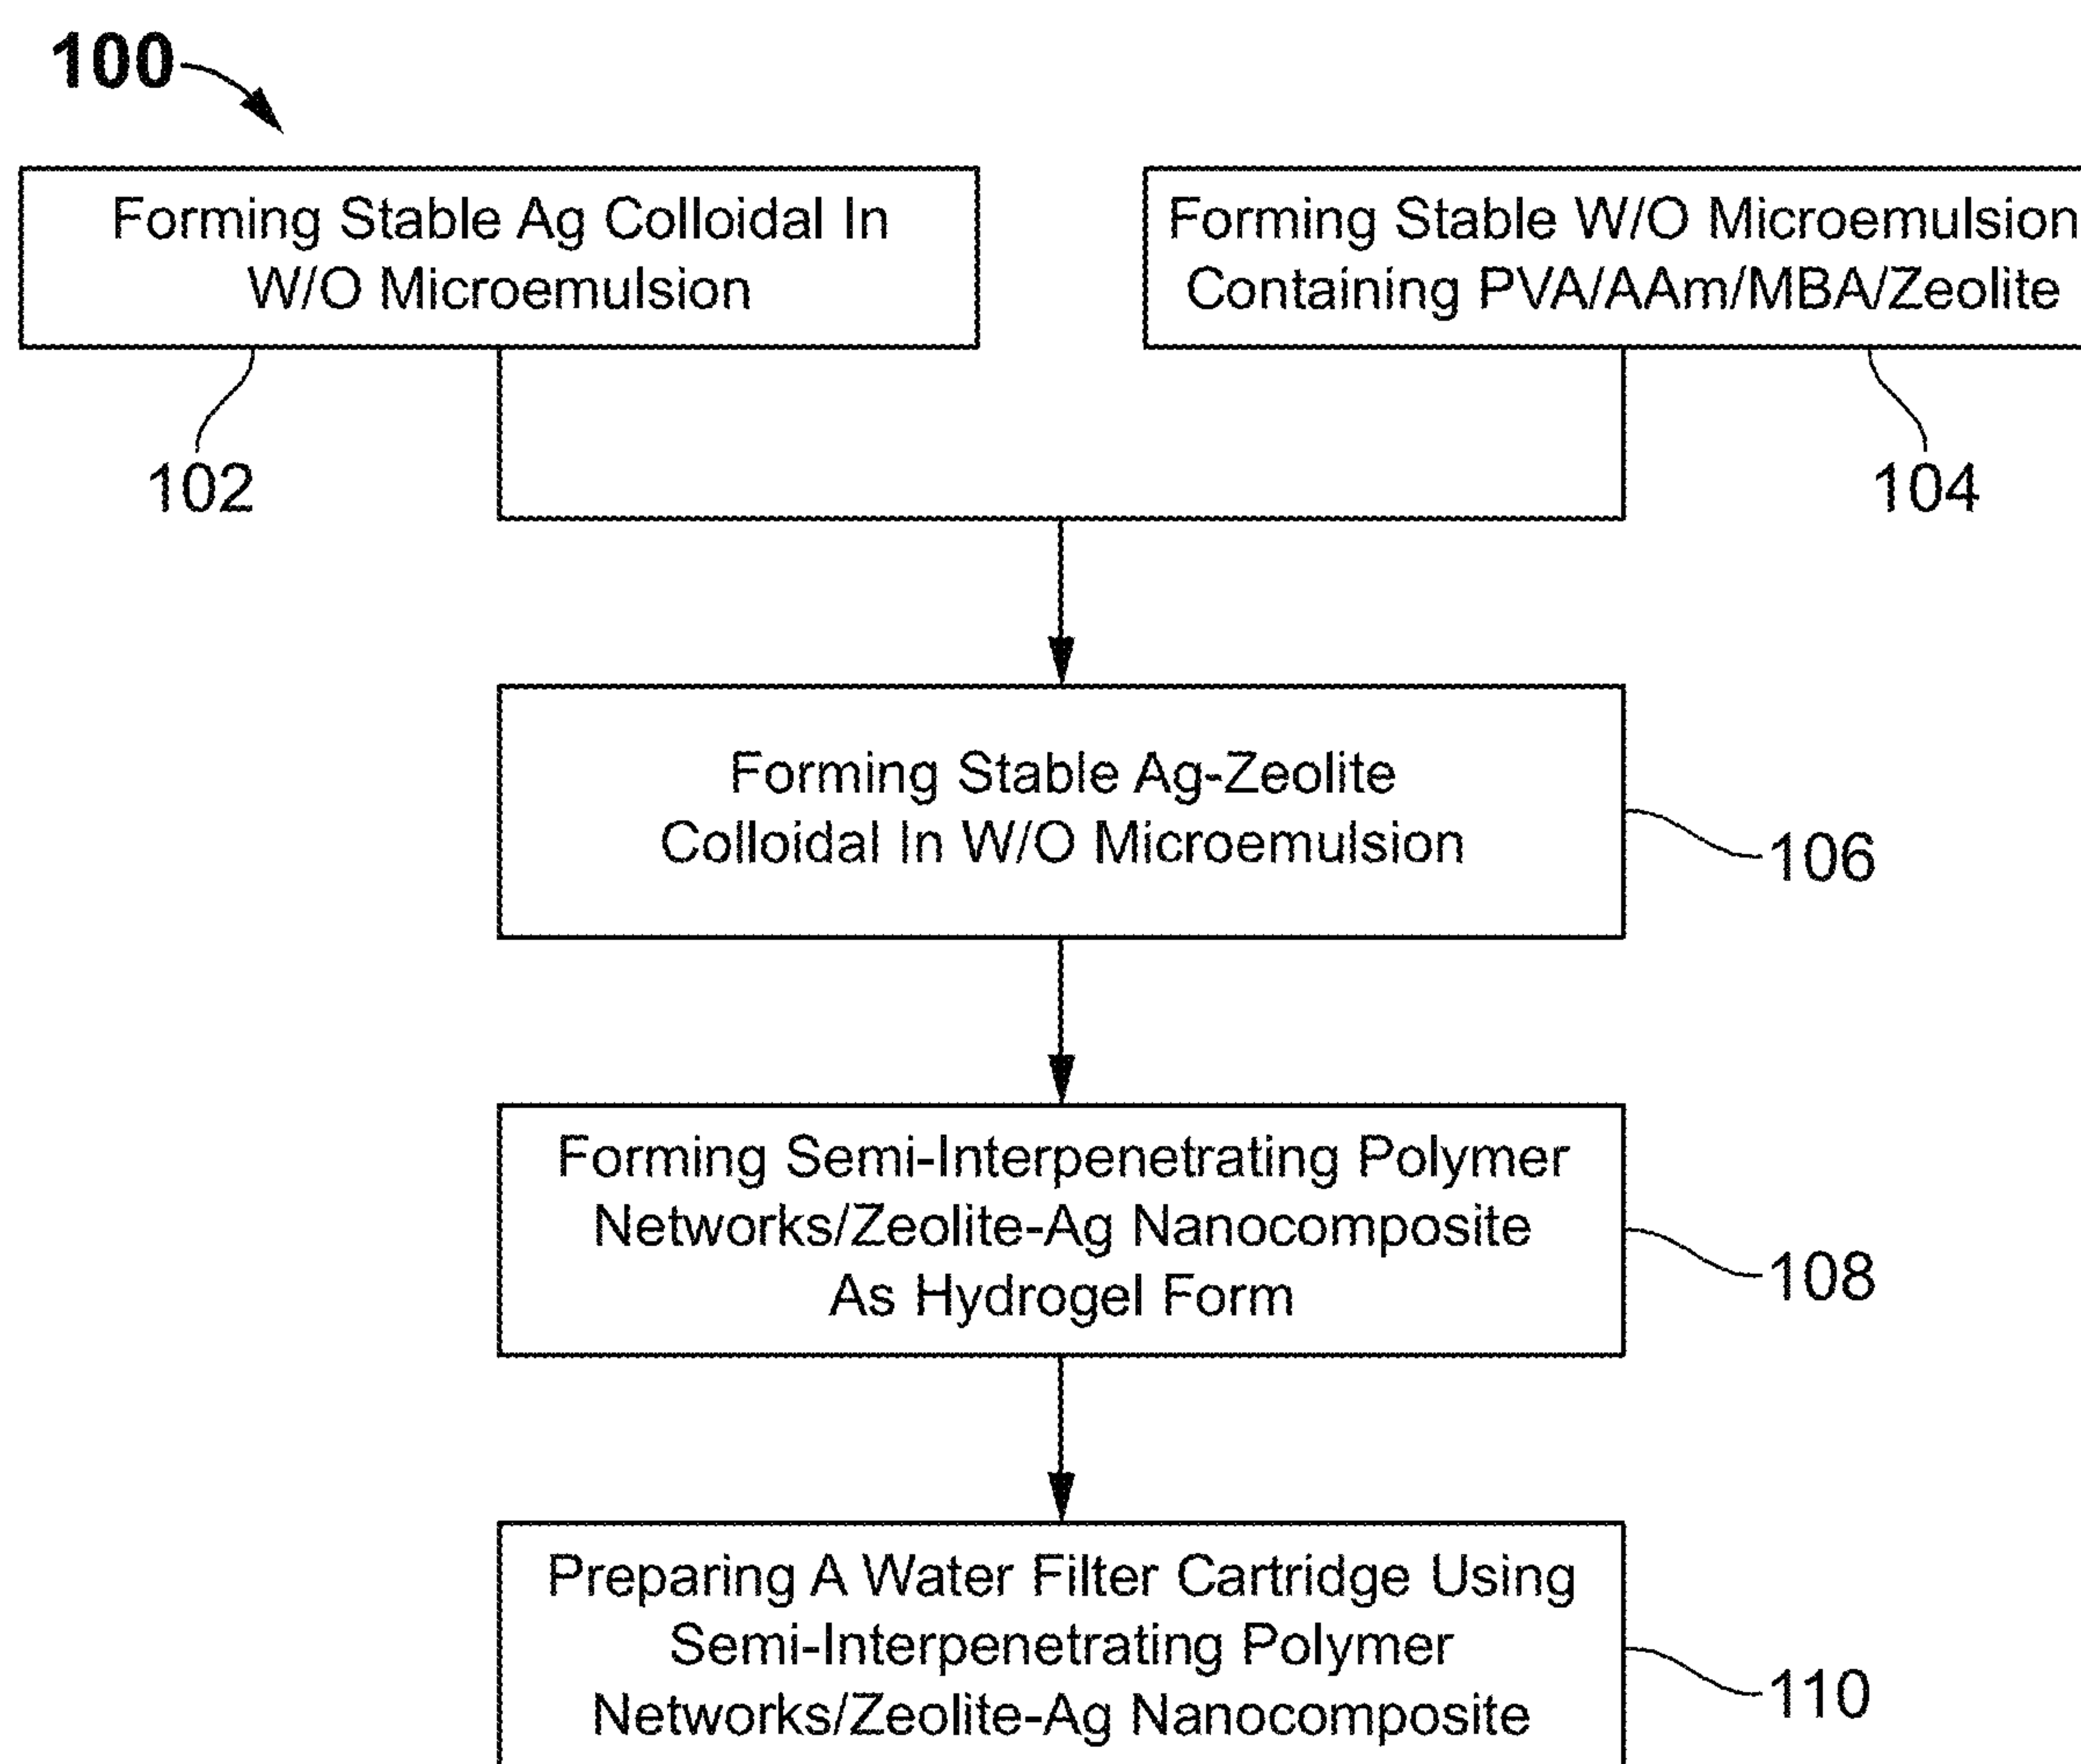 100
Forming Stable Ag Colloidal In
W/O Microemulsion
Forming Stable W/O Microemulsion
Containing PVA/AAm/MBA/Zeolite
102
104
Forming Stable Ag-Zeolite
Colloidal In W/O Microemulsion
106
Forming Semi-Interpenetrating Polymer
Networks/Zeolite-Ag Nanocomposite
As Hydrogel Form
108
Preparing A Water Filter Cartridge Using
Semi-Interpenetrating Polymer
Networks/Zeolite-Ag Nanocomposite
110